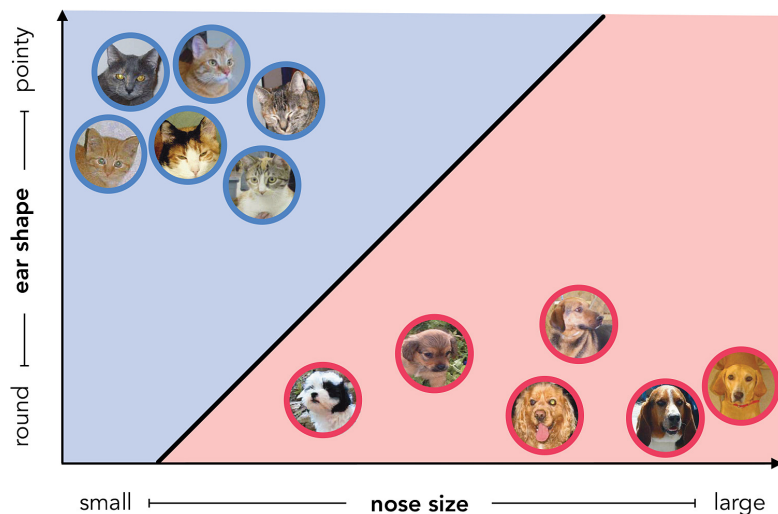 pointy
ear shape
round
small
nose size
large